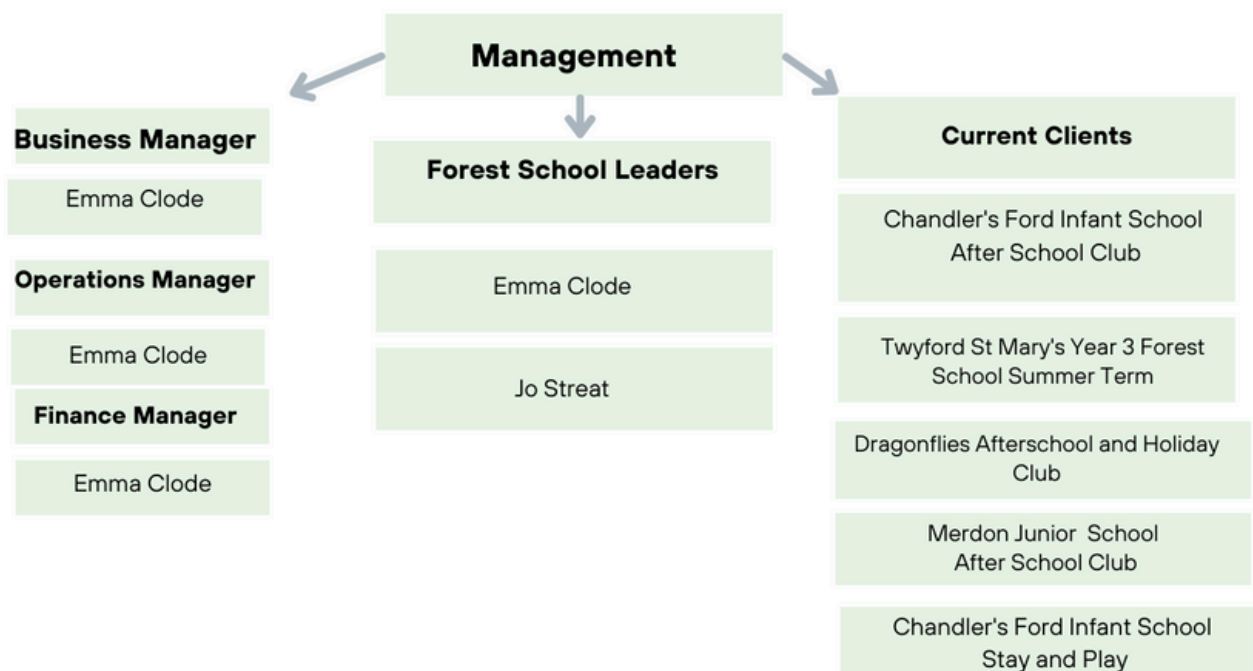 Management
Business Manager
Emma Clode
Operations Manager
Emma Clode
Finance Manager
Emma Clode
Forest School Leaders
Emma Clode
Jo Streat
Current Clients
Chandler's Ford Infant School
After School Club
Twyford St Mary's Year 3 Forest
School Summer Term
Dragonflies Afterschool and Holiday
Club
Merdon Junior School
After School Club
Chandler's Ford Infant School
Stay and Play